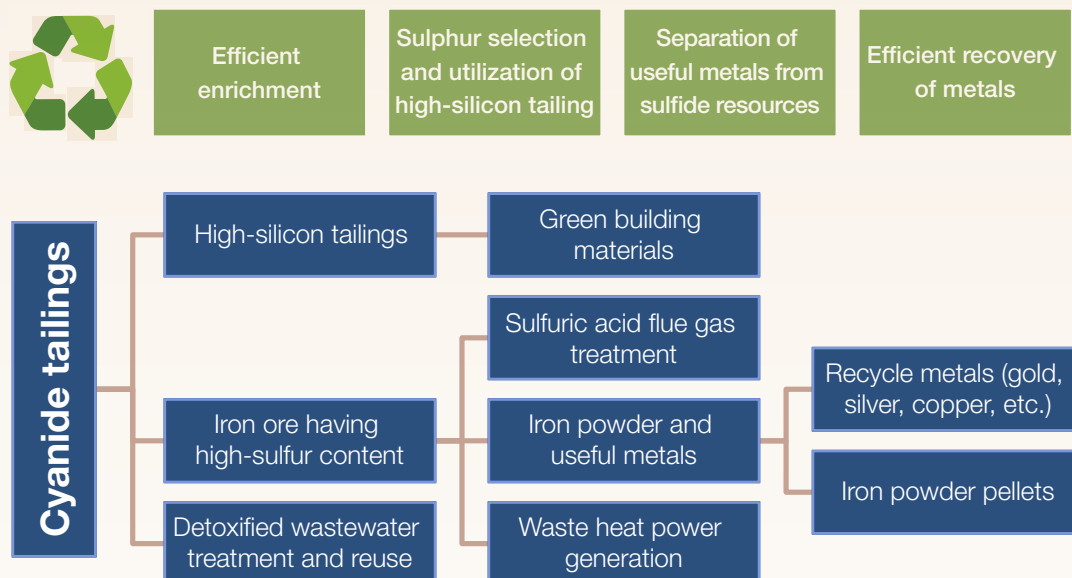 Efficient
enrichment
Sulphur selection
and utilization of
high-silicon tailing
Separation of
useful metals from
sulfide resources
Efficient recovery
of metals
Cyanide tailings
High-silicon tailings
Green building
materials
Sulfuric acid flue gas
treatment
Iron ore having
high-sulfur content
Iron powder and
useful metals
Recycle metals (gold,
silver, copper, etc.)
Iron powder pellets
Detoxified wastewater
treatment and reuse
Waste heat power
generation